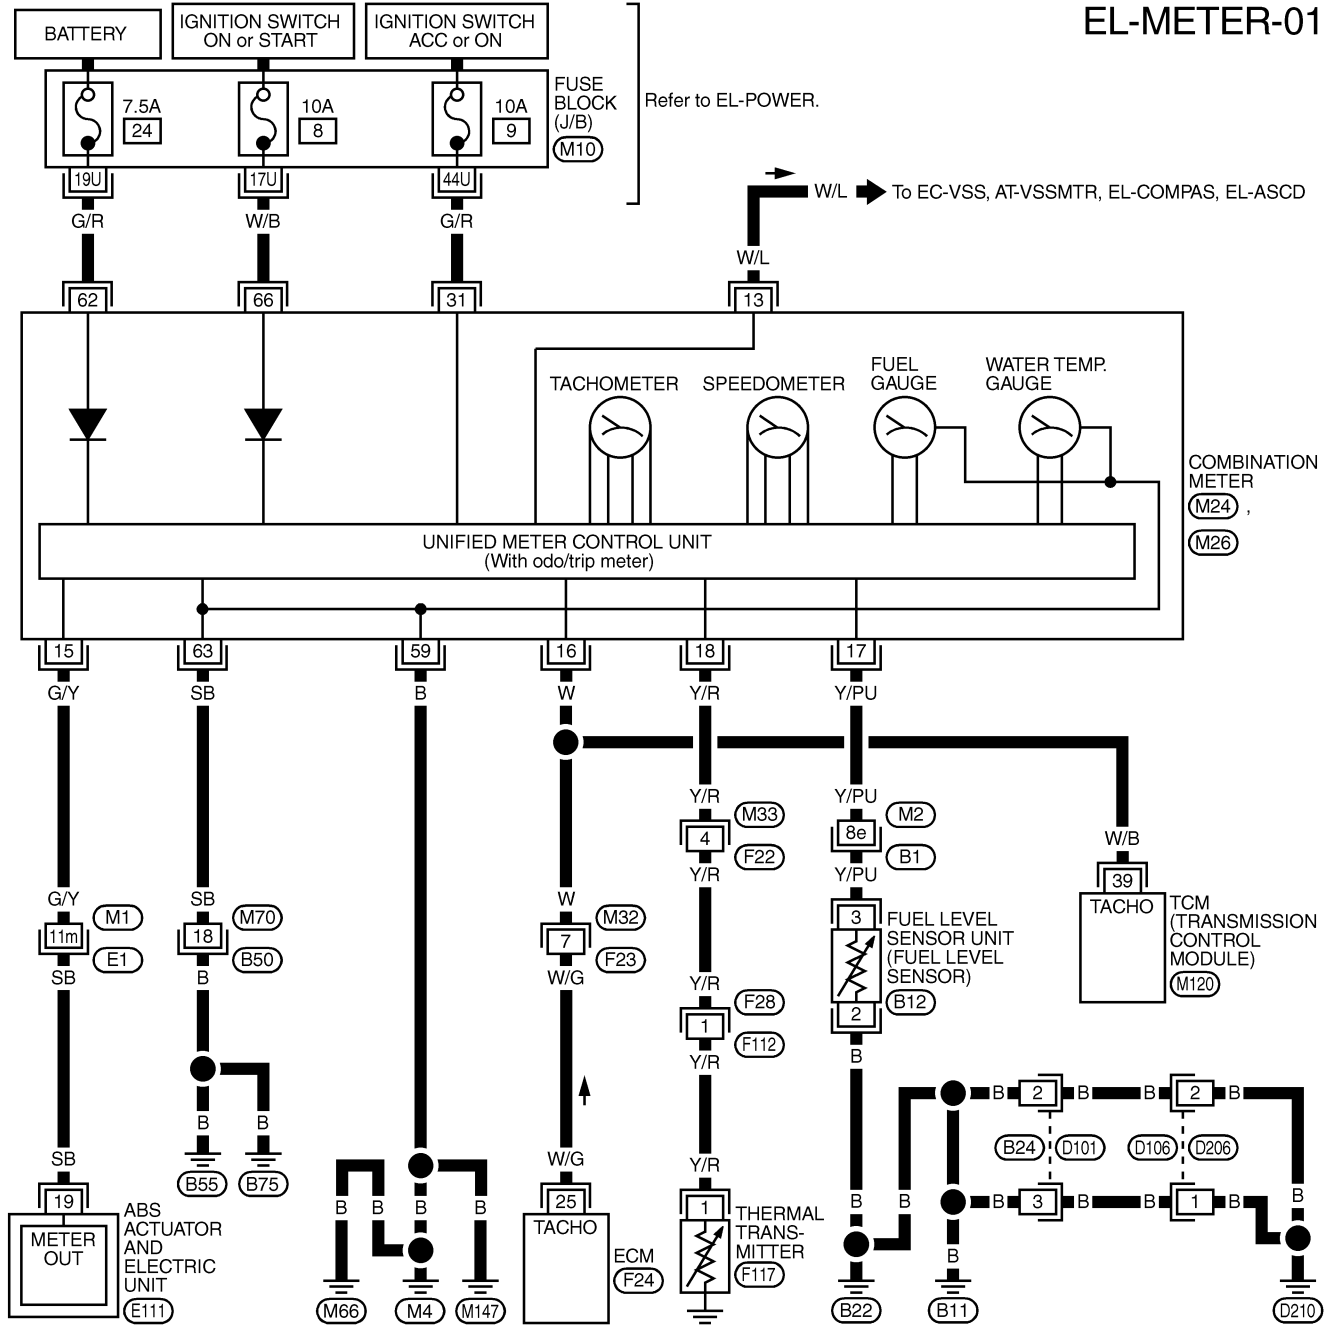 EL-METER-01
BATTERY
IGNITION SWITCH
ON or START
IGNITION SWITCH
ACC or ON
7.5A
24
10A
8
10A
9
FUSE
BLOCK
(J/B)
M10
Refer to EL-POWER.
19U
17U
44U
G/R
W/B
G/R
W/L
To EC-VSS, AT-VSSMTR, EL-COMPAS, EL-ASCD
W/L
62
66
31
13
TACHOMETER
SPEEDOMETER
FUEL
GAUGE
WATER TEMP.
GAUGE
COMBINATION
METER
M24 ,
M26
UNIFIED METER CONTROL UNIT
(With odo/trip meter)
15
63
59
16
18
17
G/Y
SB
B
W
Y/R
Y/PU
Y/R
Y/PU
M33
4
F22
M2
8e
B1
Y/R
Y/PU
W/B
39
TACHO
TCM
(TRANSMISSION
CONTROL
MODULE)
M120
G/Y
SB
W
M1
11m
E1
M70
18
B50
M32
7
F23
3
FUEL LEVEL
SENSOR UNIT
(FUEL LEVEL
SENSOR)
B12
2
SB
B
W/G
Y/R
F28
1
F112
Y/R
B
B
2
B
B
2
B
B24
D101
D106
D206
B
B
B55
B75
SB
W/G
Y/R
19
METER
OUT
ABS
ACTUATOR
AND
ELECTRIC
UNIT
E111
B
B
B
B
M66
M4
M147
25
TACHO
ECM
F24
1
THERMAL
TRANS-
MITTER
F117
B
B
B
3
B
B
1
B
B
B
B22
B11
D210